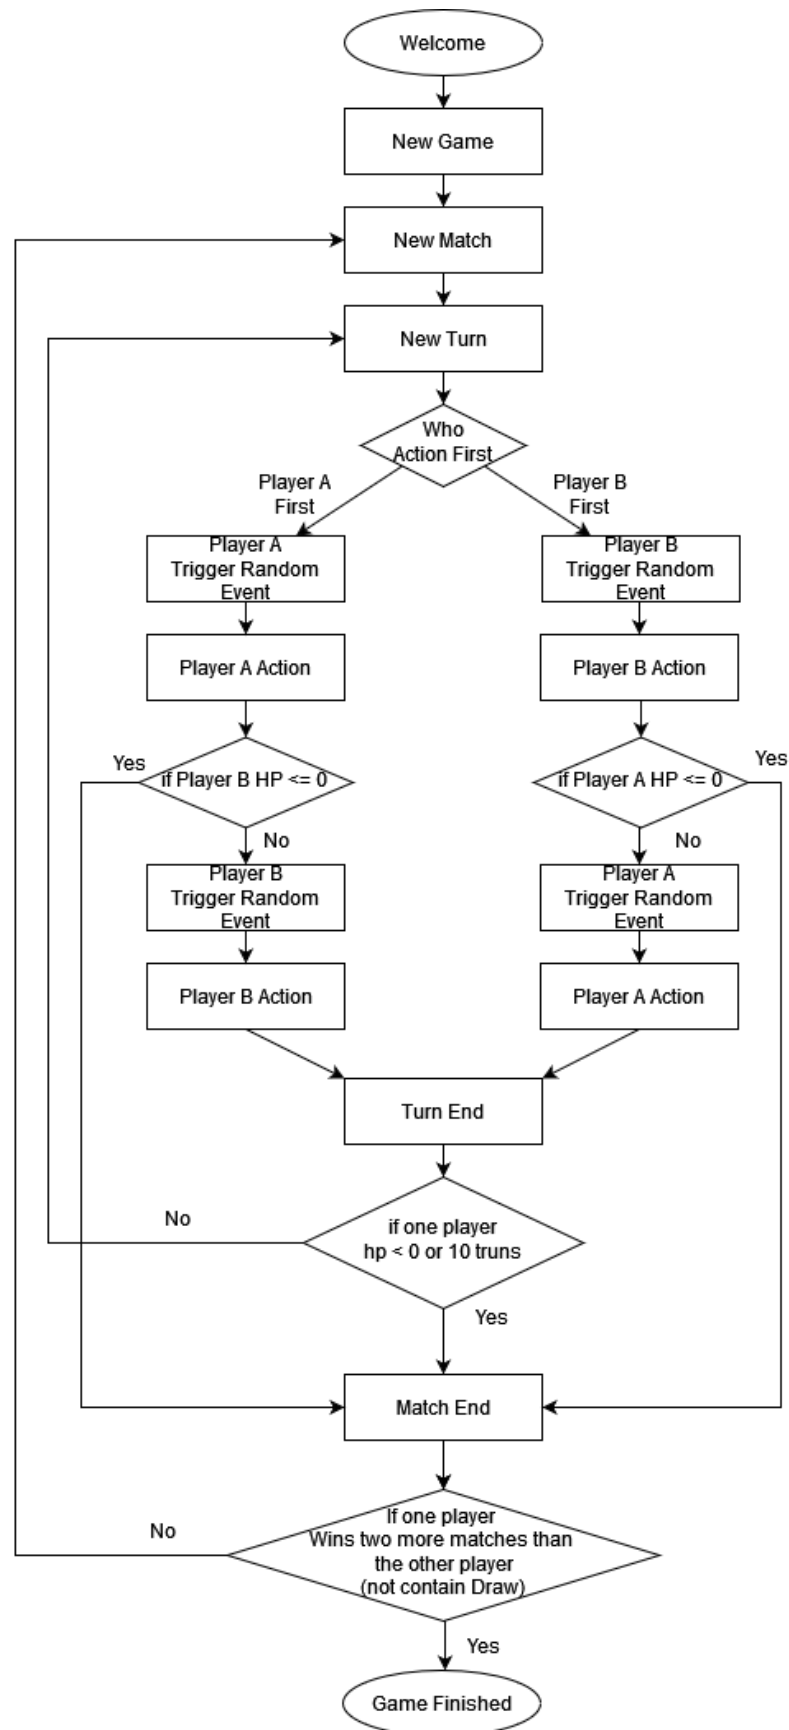 Welcome
New Game
New Match
New Turn
Who
Action First
Player A
First
Player B
First
Player A
Trigger Random
Event
Player B
Trigger Random
Event
Player A Action
Player B Action
Yes
if Player B HP <= 0
if Player A HP <= 0
Yes
No
No
Player B
Trigger Random
Event
Player A
Trigger Random
Event
Player B Action
Player A Action
Turn End
No
if one player
hp < 0 or 10 truns
Yes
Match End
No
If one player
Wins two more matches than
the other player
(not contain Draw)
Yes
Game Finished